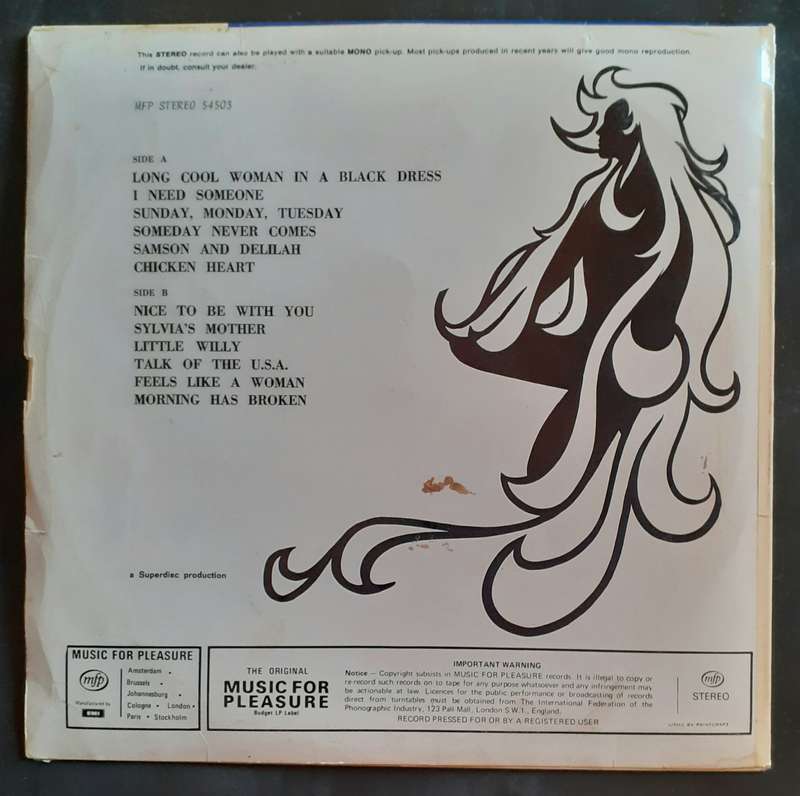 This STEREO record can also be played with a suitable MONO pick-up. Most pick-ups produced in recent years will give good mono reproduction.
If in doubt, consult your dealer.
MFP STEREO 54503
SIDE A
LONG COOL WOMAN IN A BLACK DRESS
I NEED SOMEONE
SUNDAY, MONDAY, TUESDAY
SOMEDAY NEVER COMES
SAMSON AND DELILAH
CHICKEN HEART
SIDE B
NICE TO BE WITH YOU
SYLVIA'S MOTHER
LITTLE WILLY
TALK OF THE U.S.A.
FEELS LIKE A WOMAN
MORNING HAS BROKEN
a Superdisc production
MUSIC FOR PLEASURE
mfp
Manufactured by
EMI
Amsterdam •
Brussels •
Johannesburg •
Cologne • London •
Paris • Stockholm
THE ORIGINAL
MUSIC FOR
PLEASURE
Budget LP Label
IMPORTANT WARNING
Notice — Copyright subsists in MUSIC FOR PLEASURE records. It is illegal to copy or
re-record such records on to tape for any purpose whatsoever and any infringement may
be actionable at law. Licences for the public performance or broadcasting of records
direct from turntables must be obtained from The International Federation of the
Phonographic Industry, 123 Pall Mall, London S.W.1., England.
RECORD PRESSED FOR OR BY A REGISTERED USER
mfp
STEREO